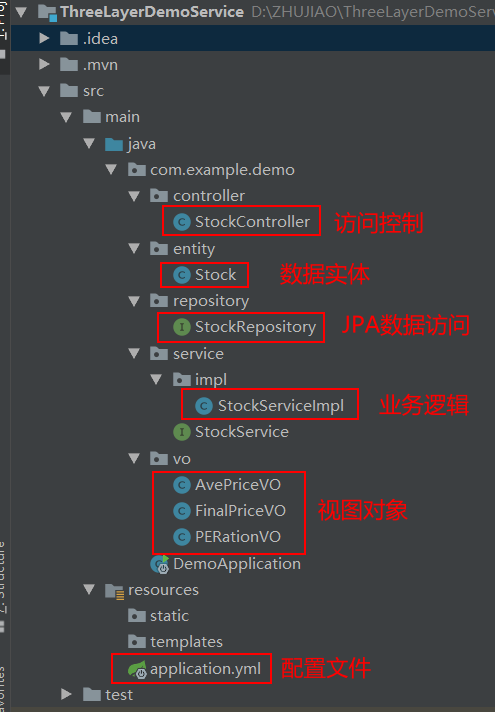 ThreeLayerDemoService D:\ZHUJIAO\ThreeLayerDemoServ
.idea
.mvn
src
main
java
com.example.demo
controller
StockController 访问控制
entity
Stock 数据实体
repository
StockRepository JPA数据访问
service
impl
StockServiceImpl 业务逻辑
StockService
vo
AvePriceVO
FinalPriceVO 视图对象
PERationVO
DemoApplication
resources
static
templates
application.yml 配置文件
test
Z: Structure
avorites